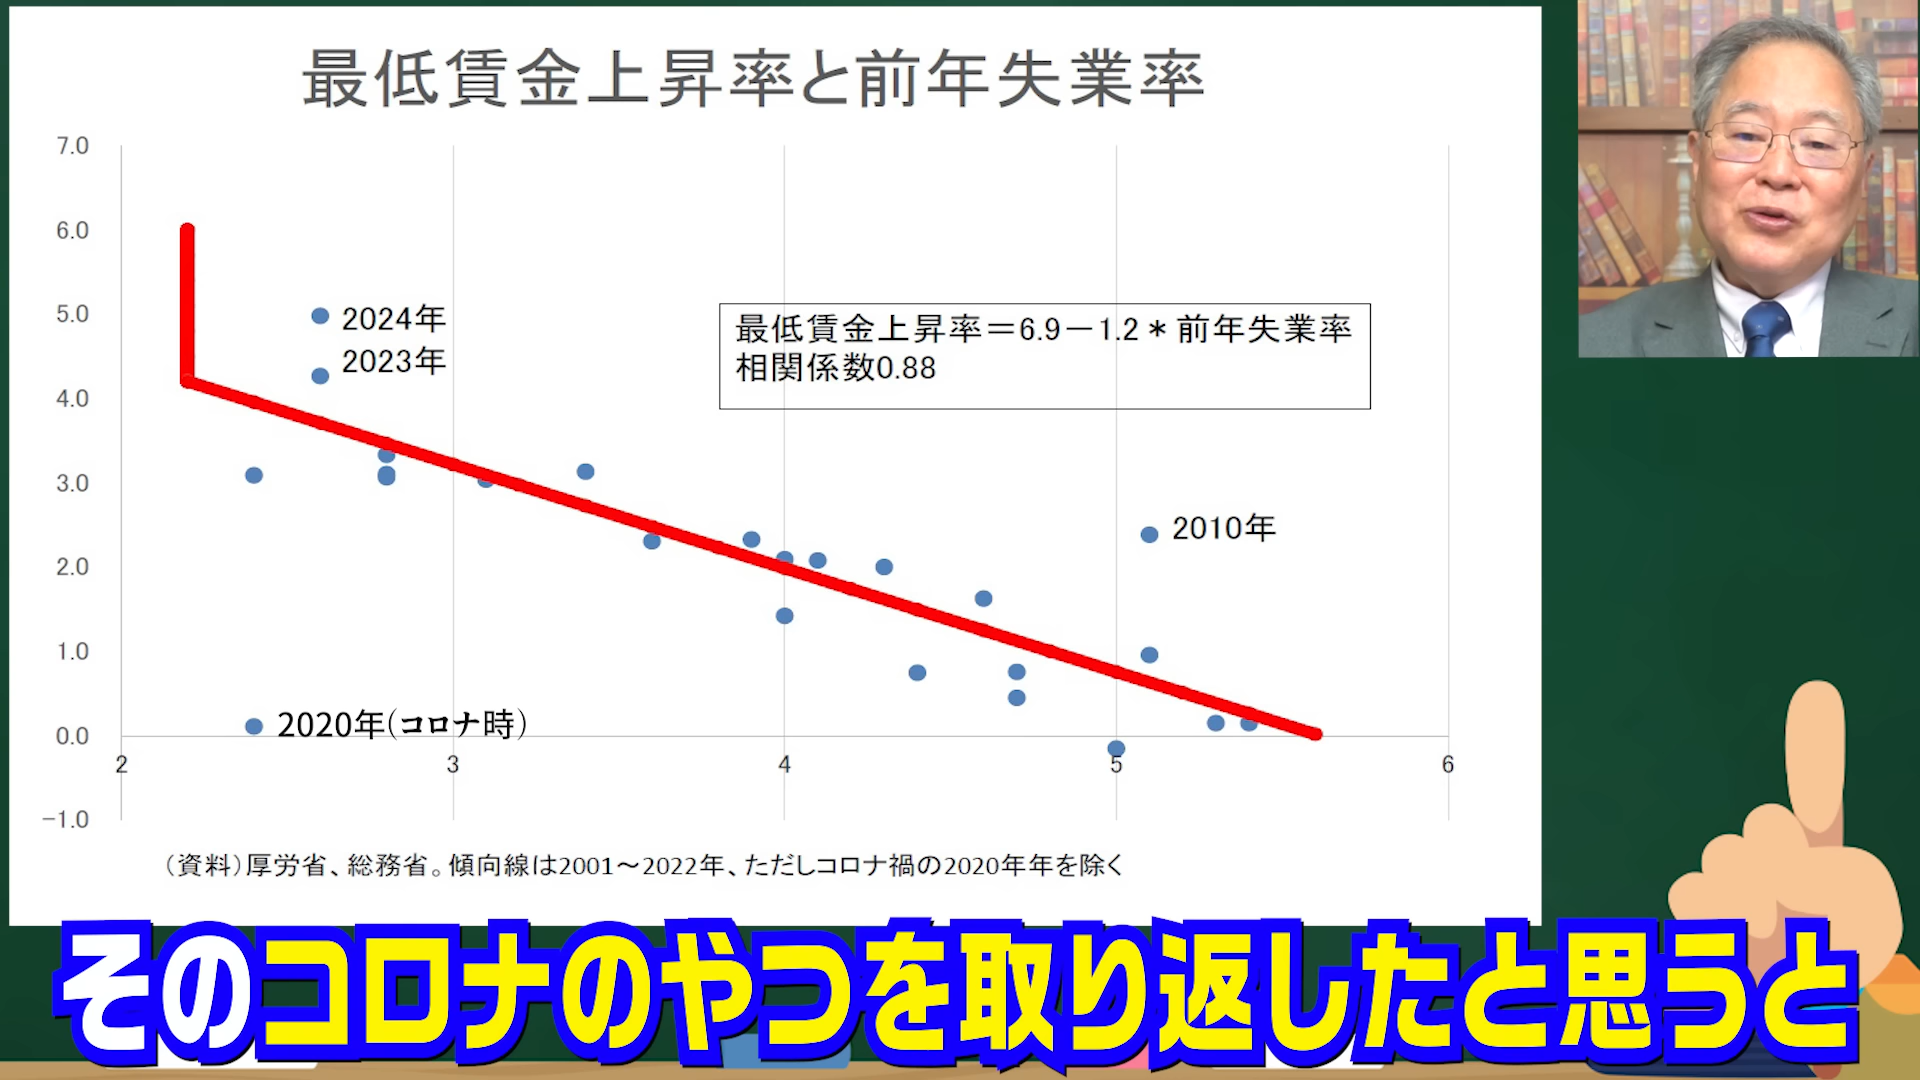 最低賃金上昇率と前年失業率
7.0
6.0
5.0
4.0
3.0
2.0
1.0
0.0
-1.0
2024年
2023年
最低賃金上昇率＝6.9－1.2＊前年失業率
相関係数0.88
2010年
2020年(コロナ時)
2 3 4 5 6
（資料）厚労省、総務省。傾向線は2001～2022年、ただしコロナ禍の2020年年を除く
そのコロナのやつを取り返したと思うと